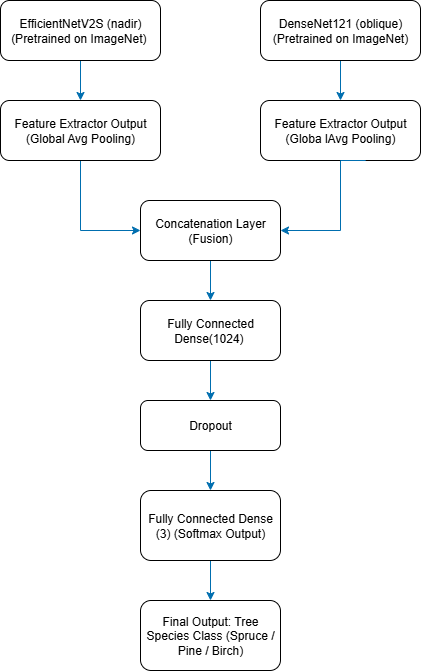 EfficientNetV2S (nadir)
(Pretrained on ImageNet)
DenseNet121 (oblique)
(Pretrained on ImageNet)
Feature Extractor Output
(Global Avg Pooling)
Feature Extractor Output
(Globa lAvg Pooling)
Concatenation Layer
(Fusion)
Fully Connected
Dense(1024)
Dropout
Fully Connected Dense
(3) (Softmax Output)
Final Output: Tree
Species Class (Spruce /
Pine / Birch)